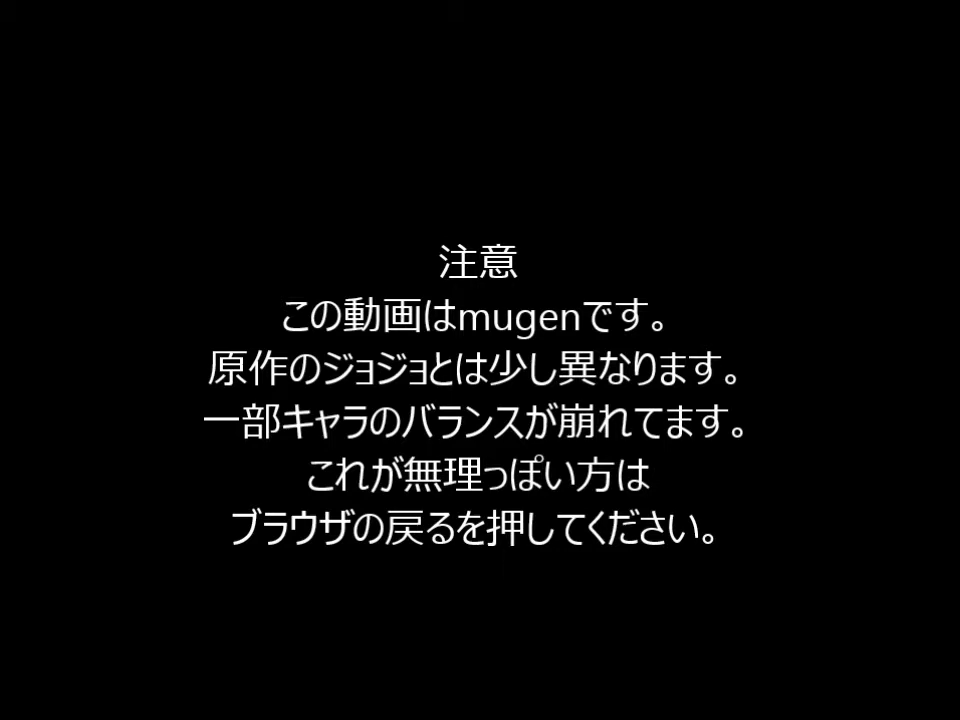 注意
この動画はmugenです。
原作のジョジョとは少し異なります。
一部キャラのバランスが崩れてます。
これが無理っぽい方は
ブラウザの戻るを押してください。